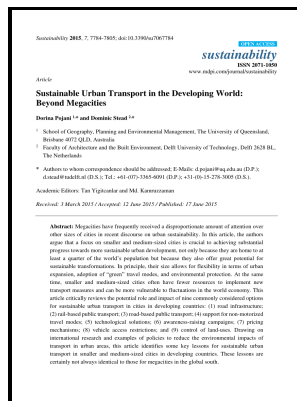 Sustainability 2015, 7, 7784-7805; doi:10.3390/su7067784
OPEN ACCESS
sustainability
ISSN 2071-1050
www.mdpi.com/journal/sustainability
Article
Sustainable Urban Transport in the Developing World:
Beyond Megacities
Dorina Pojani 1,* and Dominic Stead 2,*
1 School of Geography, Planning and Environmental Management, The University of Queensland,
Brisbane 4072 QLD, Australia
2 Faculty of Architecture and the Built Environment, Delft University of Technology, Delft 2628 BL,
The Netherlands
* Authors to whom correspondence should be addressed; E-Mails: d.pojani@uq.edu.au (D.P.);
d.stead@tudelft.nl (D.S.); Tel.: +61-(07)-3365-6091 (D.P.); +31-(0)-15-278-3005 (D.S.).
Academic Editors: Tan Yigitcanlar and Md. Kamruzzaman
Received: 3 March 2015 / Accepted: 12 June 2015 / Published: 17 June 2015
Abstract: Megacities have frequently received a disproportionate amount of attention over
other sizes of cities in recent discourse on urban sustainability. In this article, the authors
argue that a focus on smaller and medium-sized cities is crucial to achieving substantial
progress towards more sustainable urban development, not only because they are home to at
least a quarter of the world's population but because they also offer great potential for
sustainable transformations. In principle, their size allows for flexibility in terms of urban
expansion, adoption of "green" travel modes, and environmental protection. At the same
time, smaller and medium-sized cities often have fewer resources to implement new
transport measures and can be more vulnerable to fluctuations in the world economy. This
article critically reviews the potential role and impact of nine commonly considered options
for sustainable urban transport in cities in developing countries: (1) road infrastructure;
(2) rail-based public transport; (3) road-based public transport; (4) support for non-motorized
travel modes; (5) technological solutions; (6) awareness-raising campaigns; (7) pricing
mechanisms; (8) vehicle access restrictions; and (9) control of land-uses. Drawing on
international research and examples of policies to reduce the environmental impacts of
transport in urban areas, this article identifies some key lessons for sustainable urban
transport in smaller and medium-sized cities in developing countries. These lessons are
certainly not always identical to those for megacities in the global south.